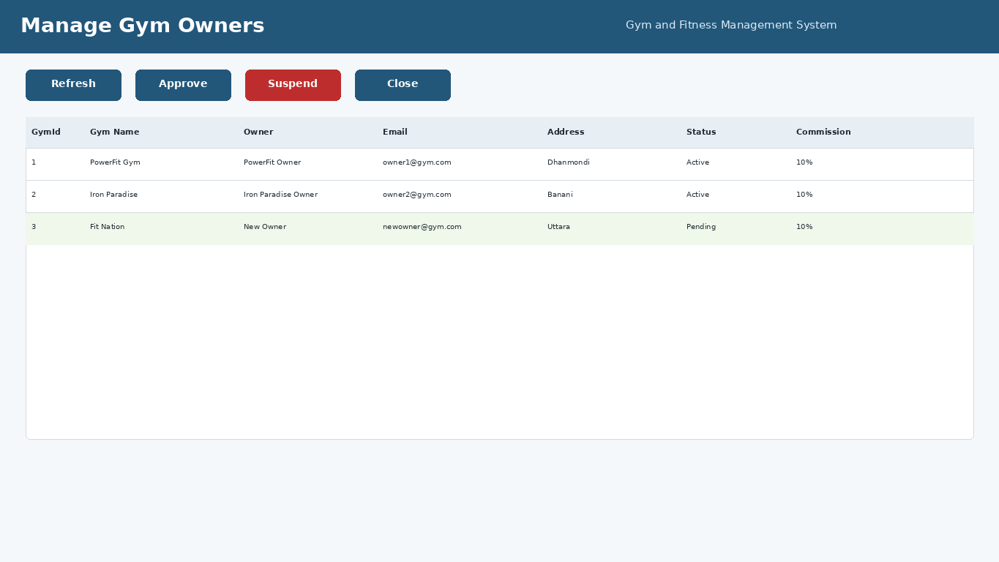 Manage Gym Owners
Gym and Fitness Management System
Refresh Approve Suspend Close
GymId Gym Name Owner Email Address Status Commission
1 PowerFit Gym PowerFit Owner owner1@gym.com Dhanmondi Active 10%
2 Iron Paradise Iron Paradise Owner owner2@gym.com Banani Active 10%
3 Fit Nation New Owner newowner@gym.com Uttara Pending 10%